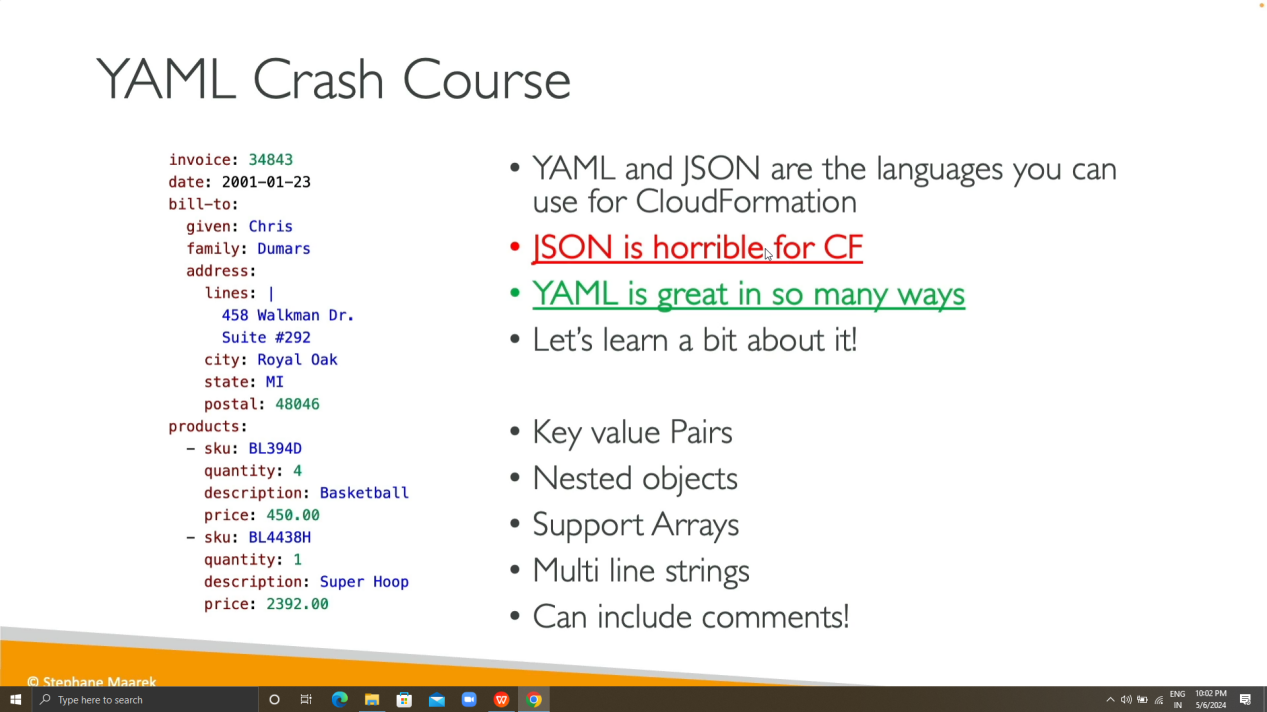 YAML Crash Course
invoice: 34843
date: 2001-01-23
bill-to:
given: Chris
family: Dumars
address:
lines: |
458 Walkman Dr.
Suite #292
city: Royal Oak
state: MI
postal: 48046
products:
- sku: BL394D
quantity: 4
description: Basketball
price: 450.00
- sku: BL4438H
quantity: 1
description: Super Hoop
price: 2392.00
• YAML and JSON are the languages you can
use for CloudFormation
• JSON is horrible for CF
• YAML is great in so many ways
• Let's learn a bit about it!
• Key value Pairs
• Nested objects
• Support Arrays
• Multi line strings
• Can include comments!
© Stephane Maarek
Type here to search
ENG
IN
10:02 PM
5/6/2024